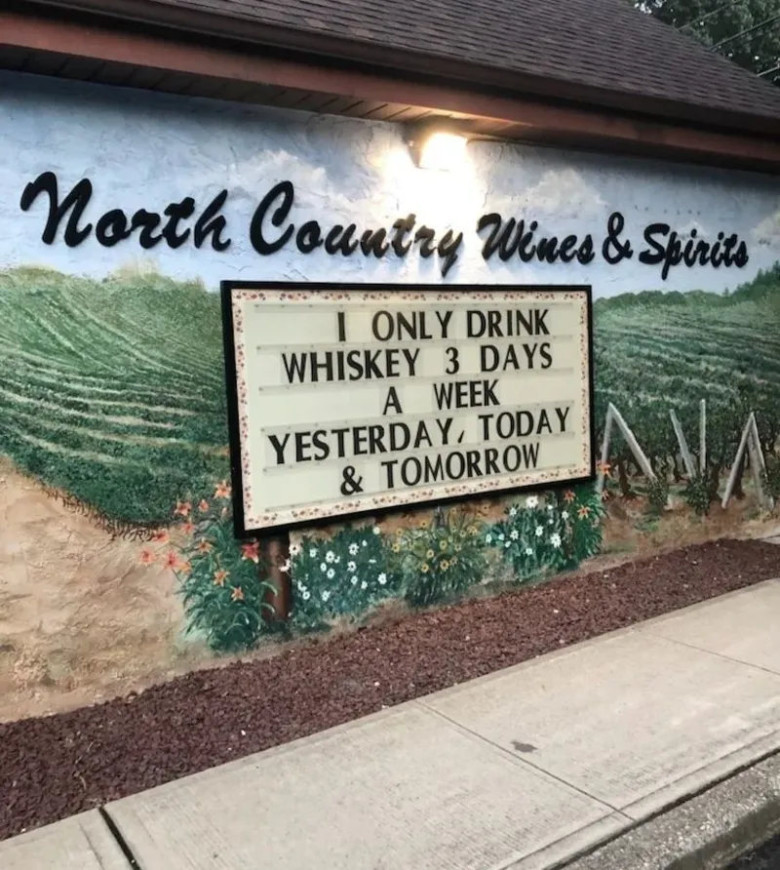 North Country Wines & Spirits
I ONLY DRINK
WHISKEY 3 DAYS
A WEEK
YESTERDAY, TODAY
& TOMORROW